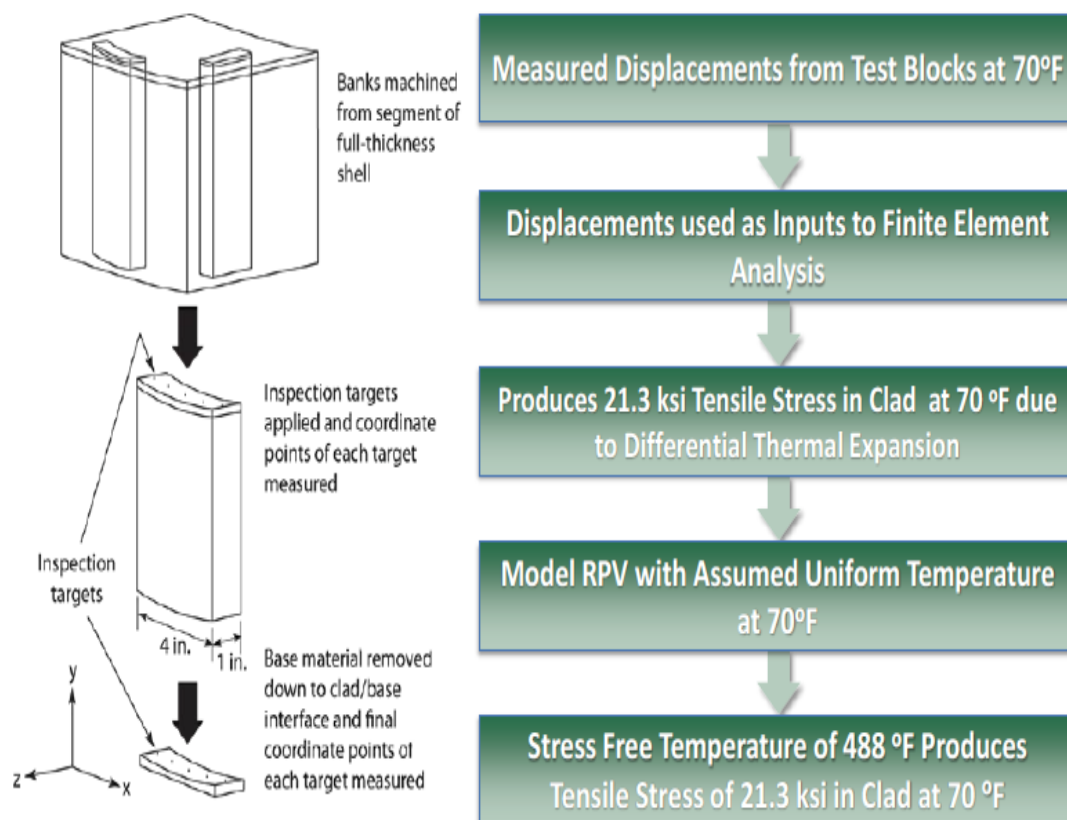 Banks machined
from segment of
full-thickness
shell
Inspection targets
applied and coordinate
points of each target
measured
Inspection
targets
4 in.
1 in.
Base material removed
down to clad/base
interface and final
coordinate points of
each target measured
y
z
x
Measured Displacements from Test Blocks at 70ºF
Displacements used as Inputs to Finite Element
Analysis
Produces 21.3 ksi Tensile Stress in Clad at 70 ºF due
to Differential Thermal Expansion
Model RPV with Assumed Uniform Temperature
at 70ºF
Stress Free Temperature of 488 ºF Produces
Tensile Stress of 21.3 ksi in Clad at 70 ºF